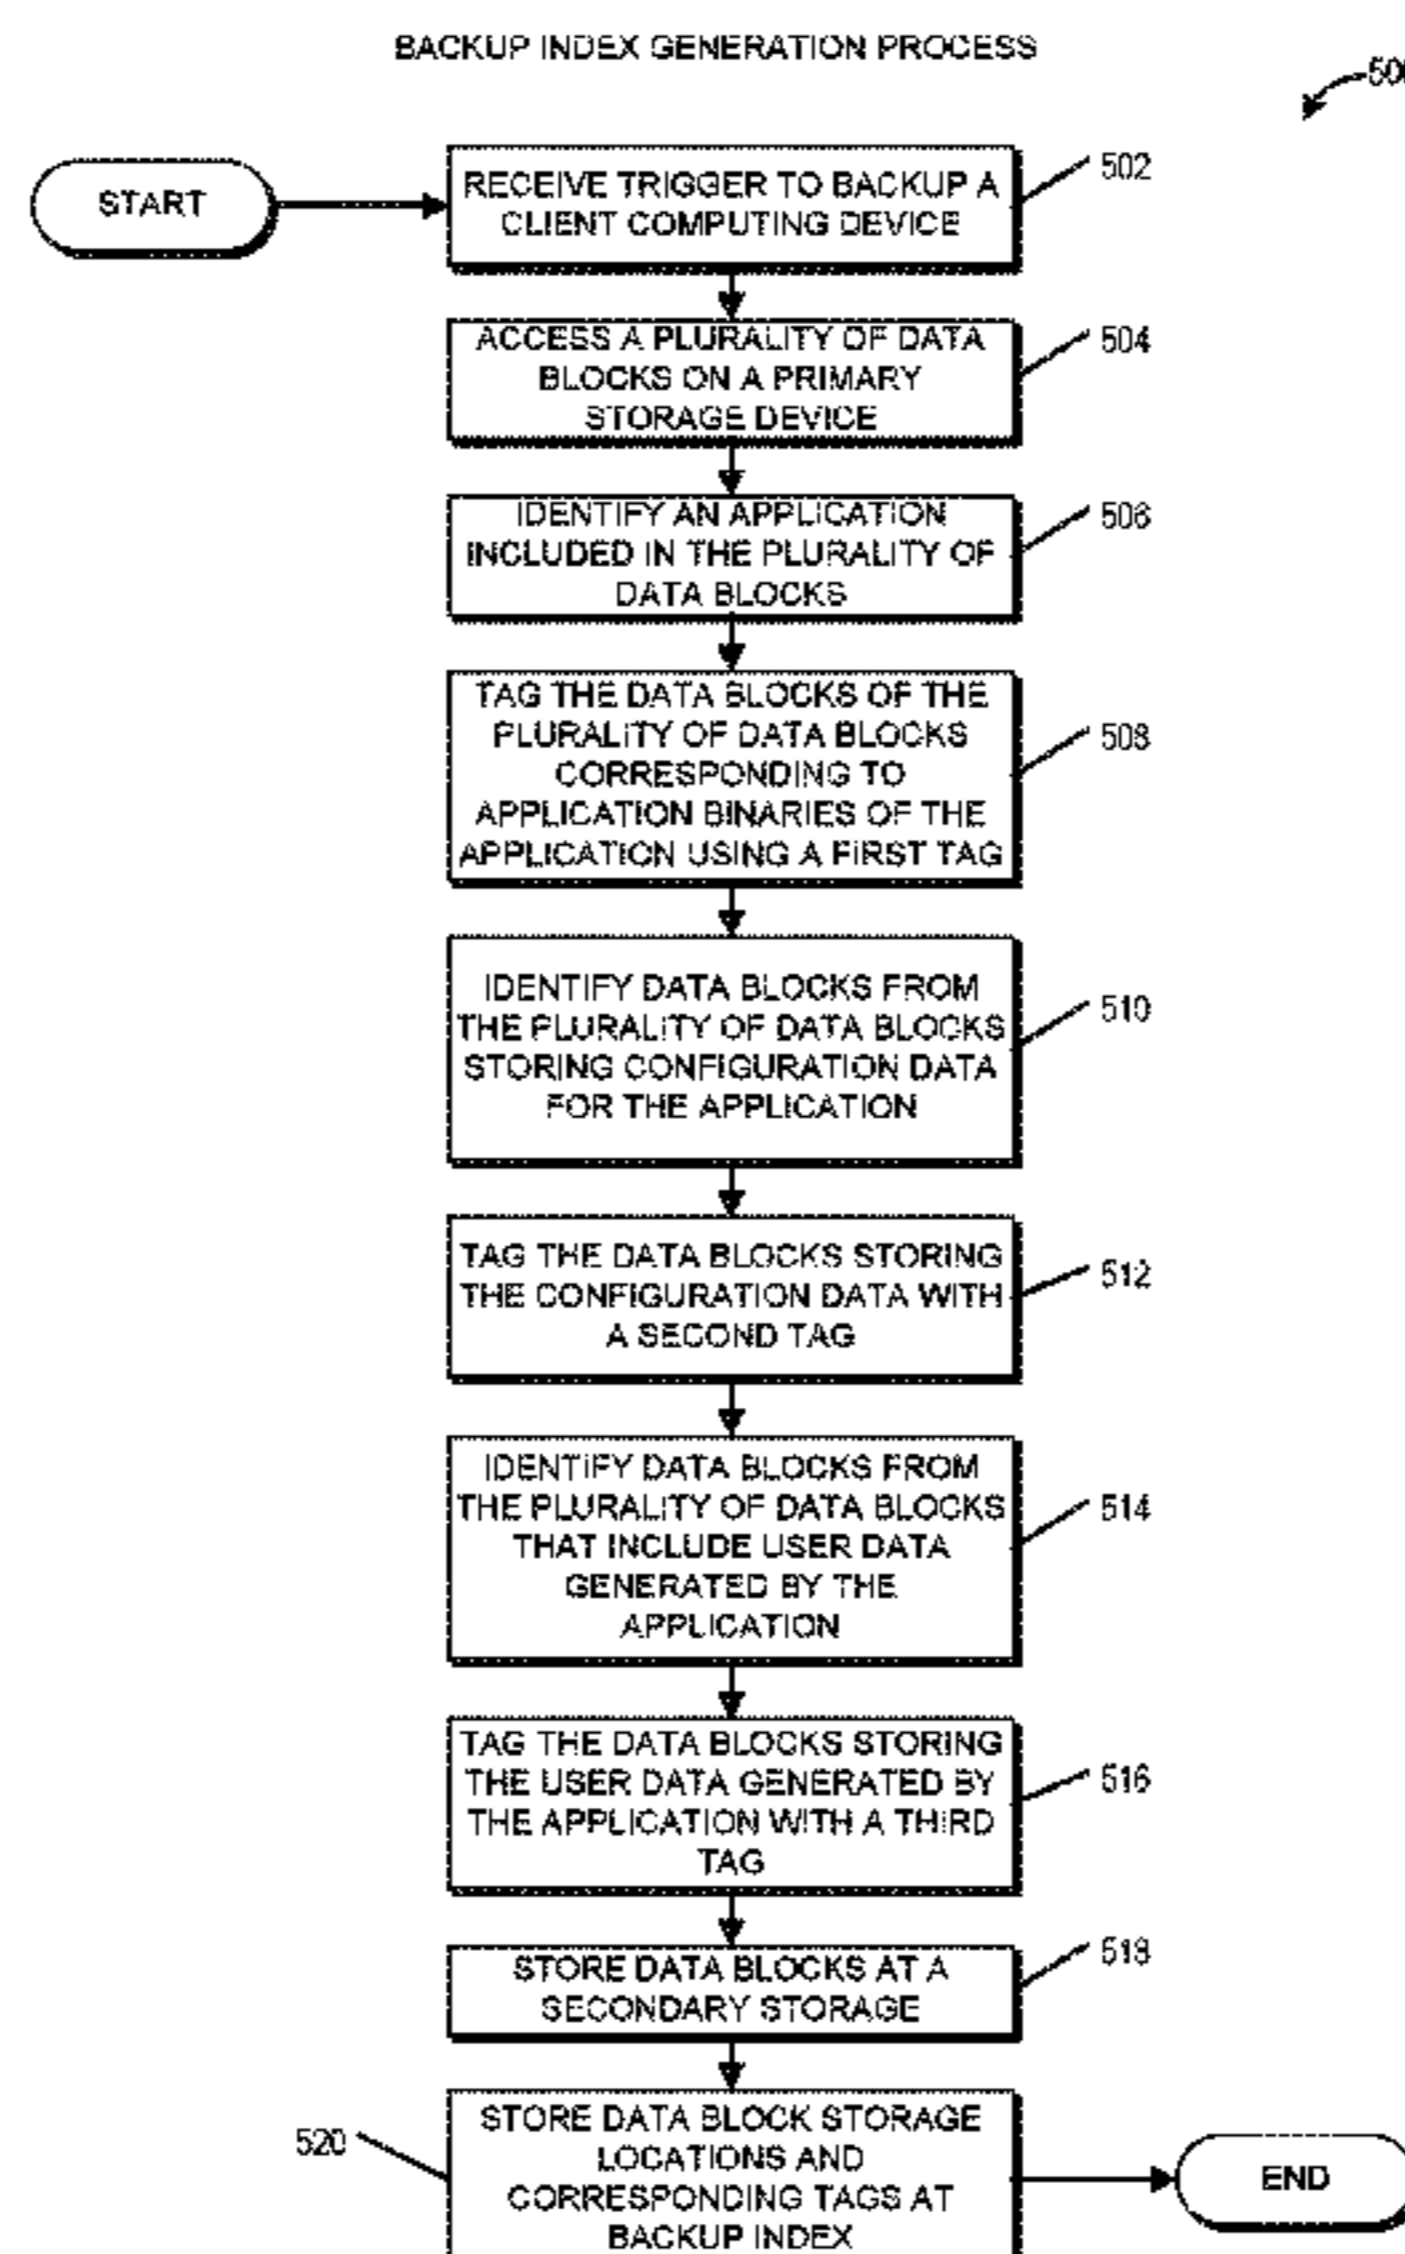 BACKUP INDEX GENERATION PROCESS
START
RECEIVE TRIGGER TO BACKUP A
CLIENT COMPUTING DEVICE
502
ACCESS A PLURALITY OF DATA
BLOCKS ON A PRIMARY
STORAGE DEVICE
504
IDENTIFY AN APPLICATION
INCLUDED IN THE PLURALITY OF
DATA BLOCKS
506
TAG THE DATA BLOCKS OF THE
PLURALITY OF DATA BLOCKS
CORRESPONDING TO
APPLICATION BINARIES OF THE
APPLICATION USING A FIRST TAG
508
IDENTIFY DATA BLOCKS FROM
THE PLURALITY OF DATA BLOCKS
STORING CONFIGURATION DATA
FOR THE APPLICATION
510
TAG THE DATA BLOCKS STORING
THE CONFIGURATION DATA WITH
A SECOND TAG
512
IDENTIFY DATA BLOCKS FROM
THE PLURALITY OF DATA BLOCKS
THAT INCLUDE USER DATA
GENERATED BY THE
APPLICATION
514
TAG THE DATA BLOCKS STORING
THE USER DATA GENERATED BY
THE APPLICATION WITH A THIRD
TAG
516
STORE DATA BLOCKS AT A
SECONDARY STORAGE
518
STORE DATA BLOCK STORAGE
LOCATIONS AND
CORRESPONDING TAGS AT
BACKUP INDEX
520
END